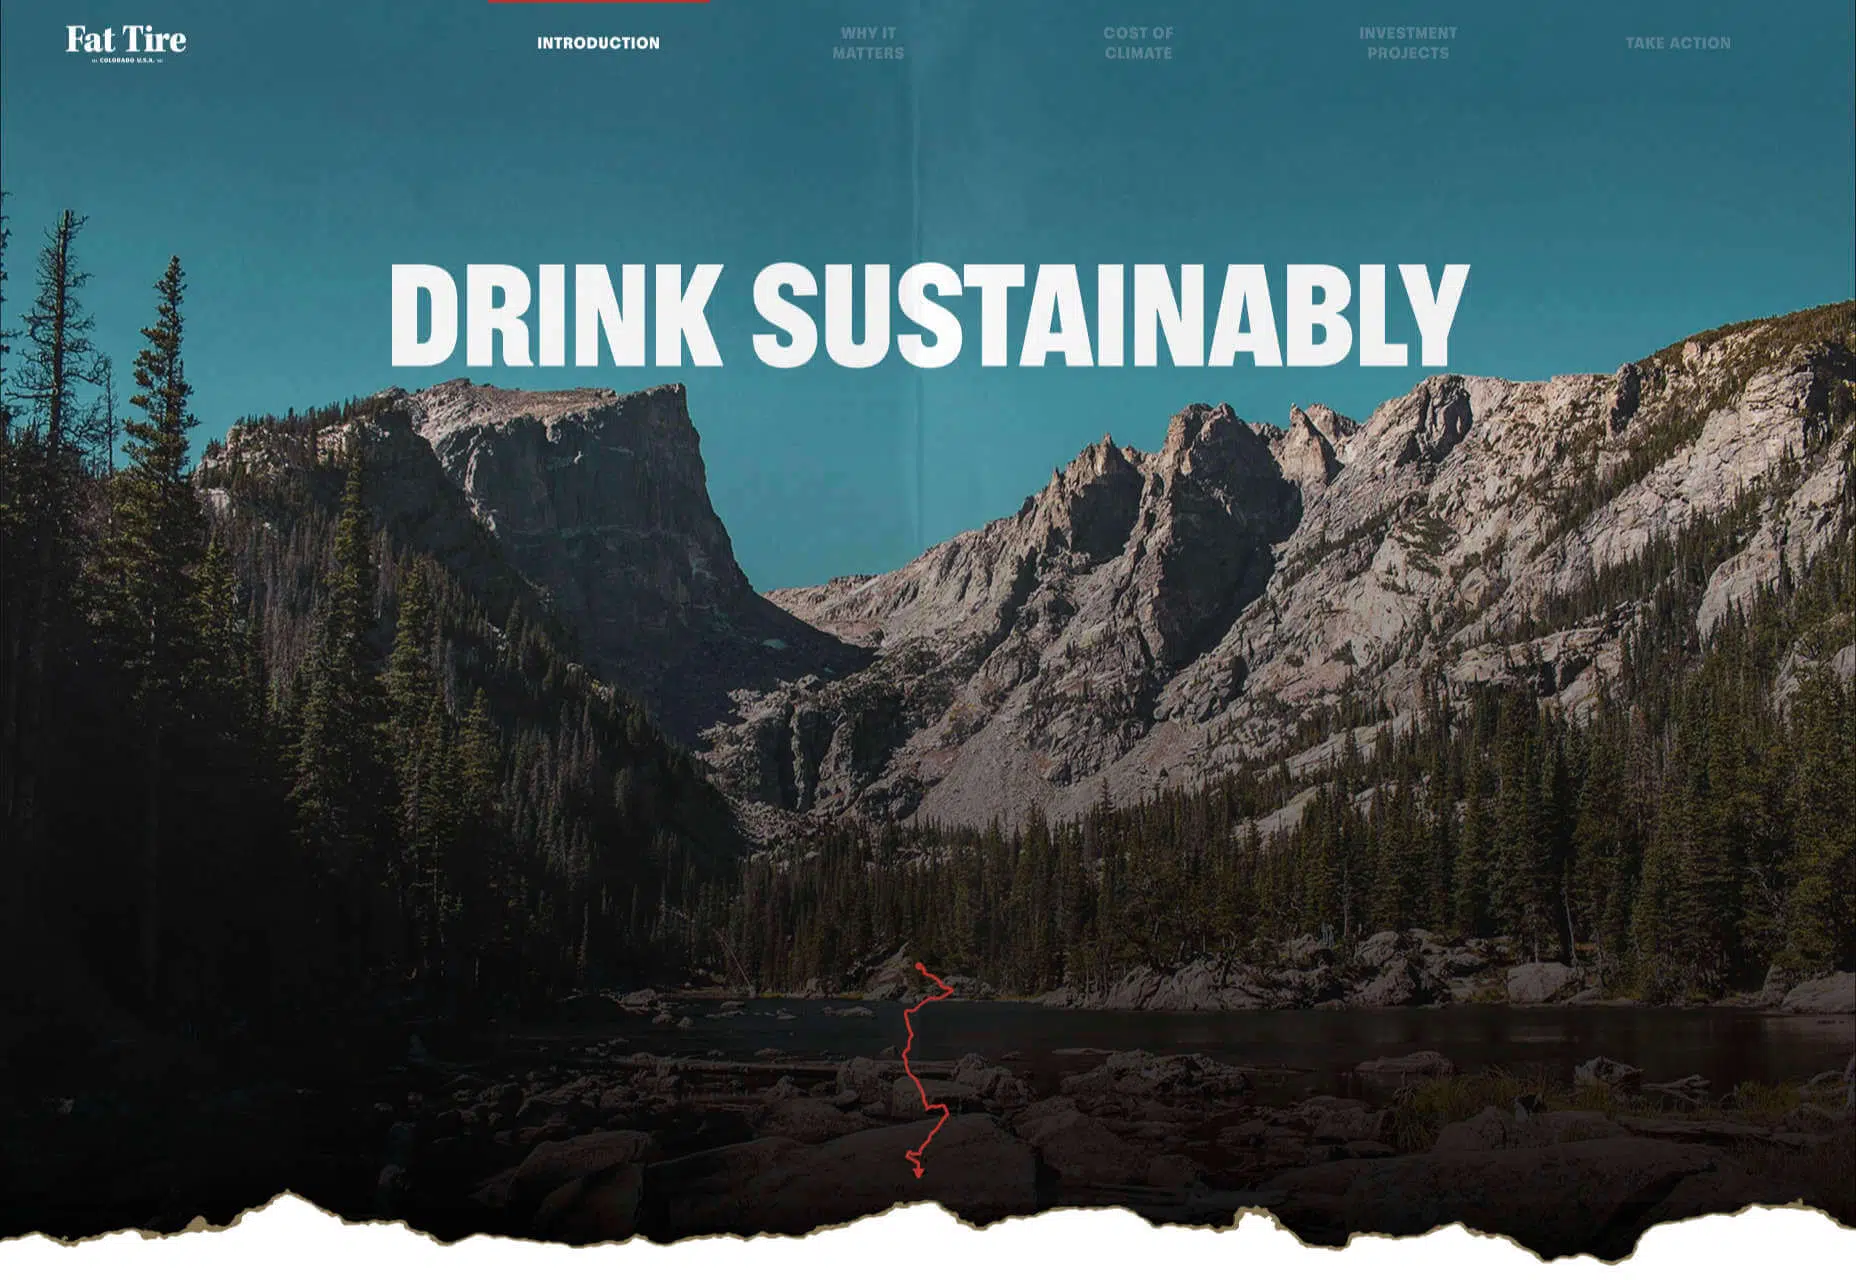 Fat Tire
COLORADO U.S.A.
INTRODUCTION
WHY IT
MATTERS
COST OF
CLIMATE
INVESTMENT
PROJECTS
TAKE ACTION
DRINK SUSTAINABLY